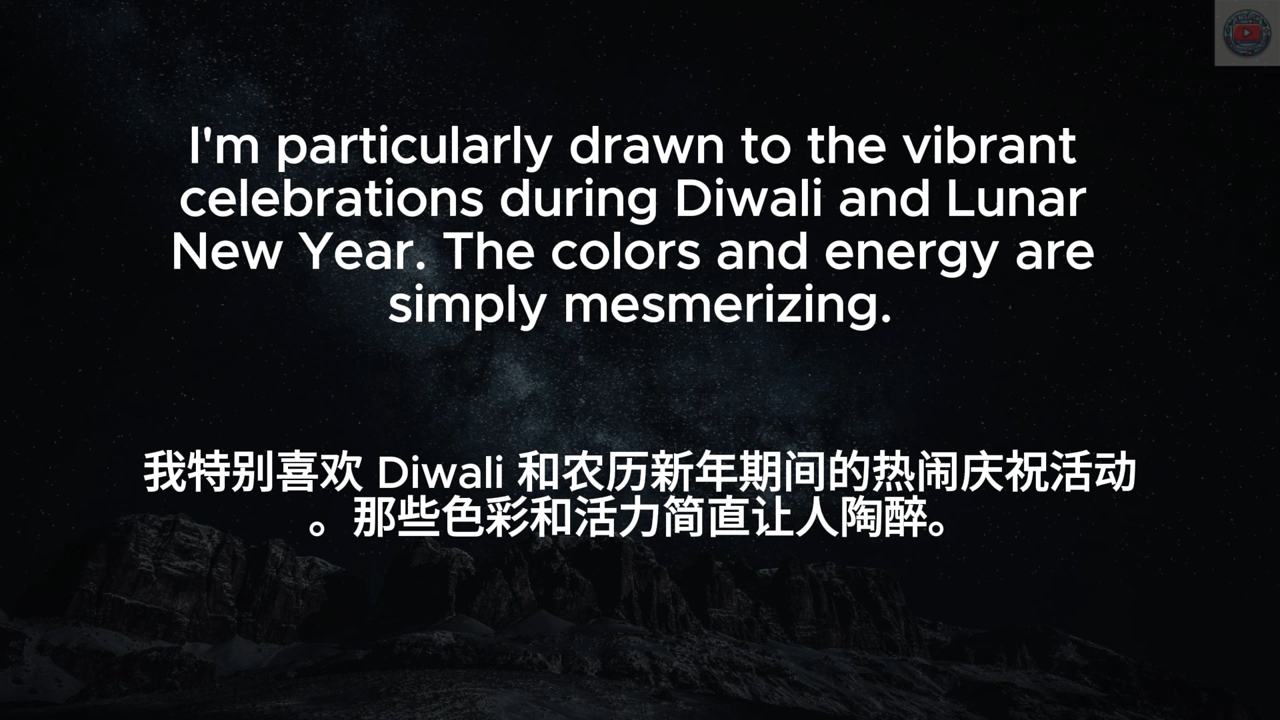 I'm particularly drawn to the vibrant
celebrations during Diwali and Lunar
New Year. The colors and energy are
simply mesmerizing.
我特别喜欢 Diwali 和农历新年期间的热闹庆祝活动
。那些色彩和活力简直让人陶醉。